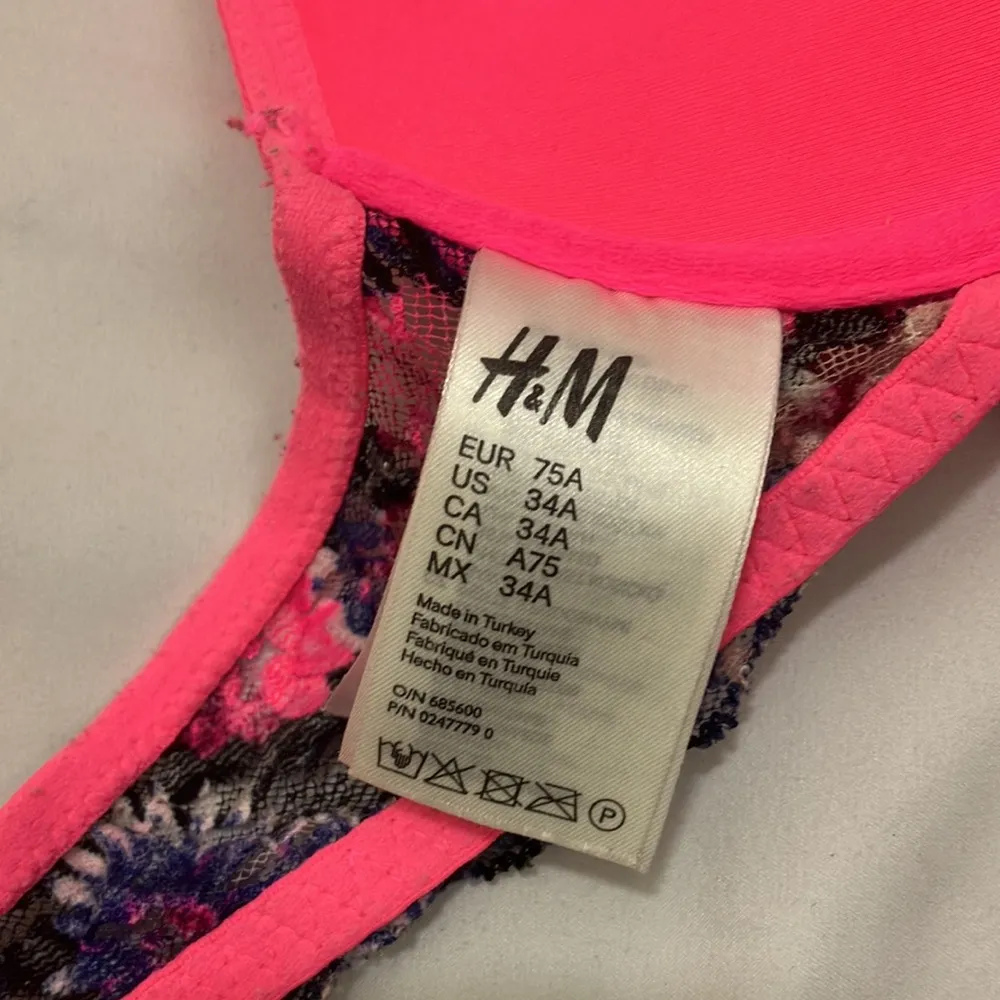 H&M
EUR 75A
US 34A
CA 34A
CN A75
MX 34A
Made in Turkey
Fabricado em Turquia
Fabriqué en Turquie
Hecho en Turquía
O/N 685600
P/N 0247779 0
P